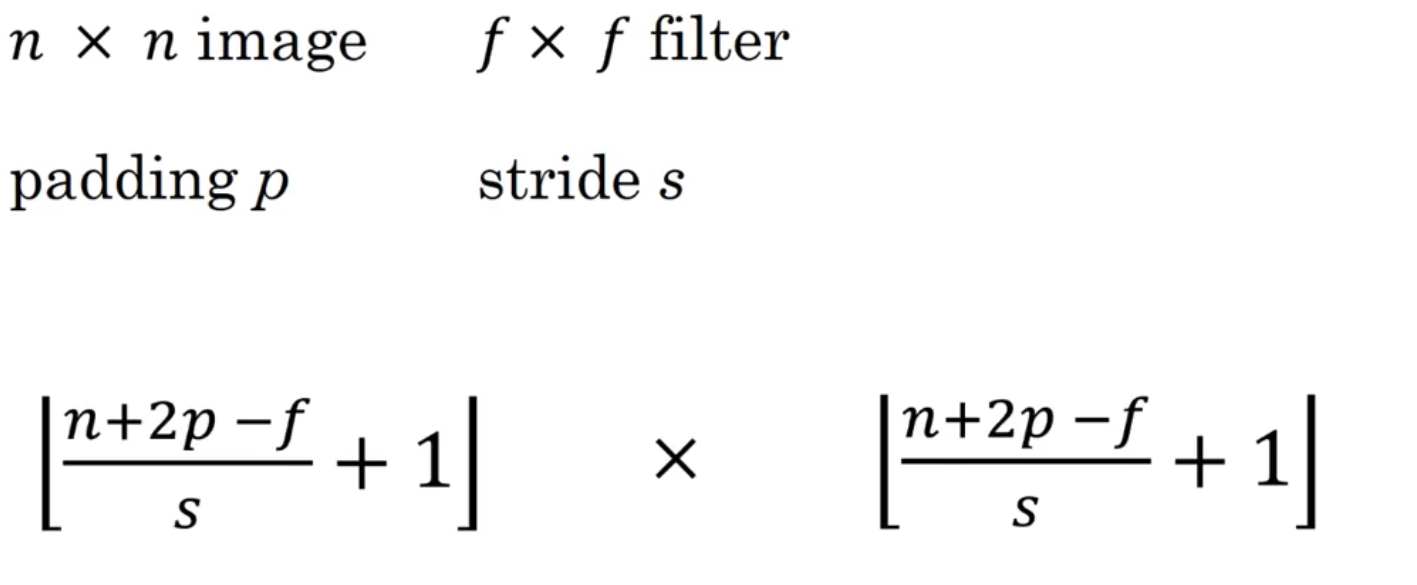 n × n image f × f filter
padding p stride s
⌊(n+2p −f)/s + 1⌋ × ⌊(n+2p −f)/s + 1⌋